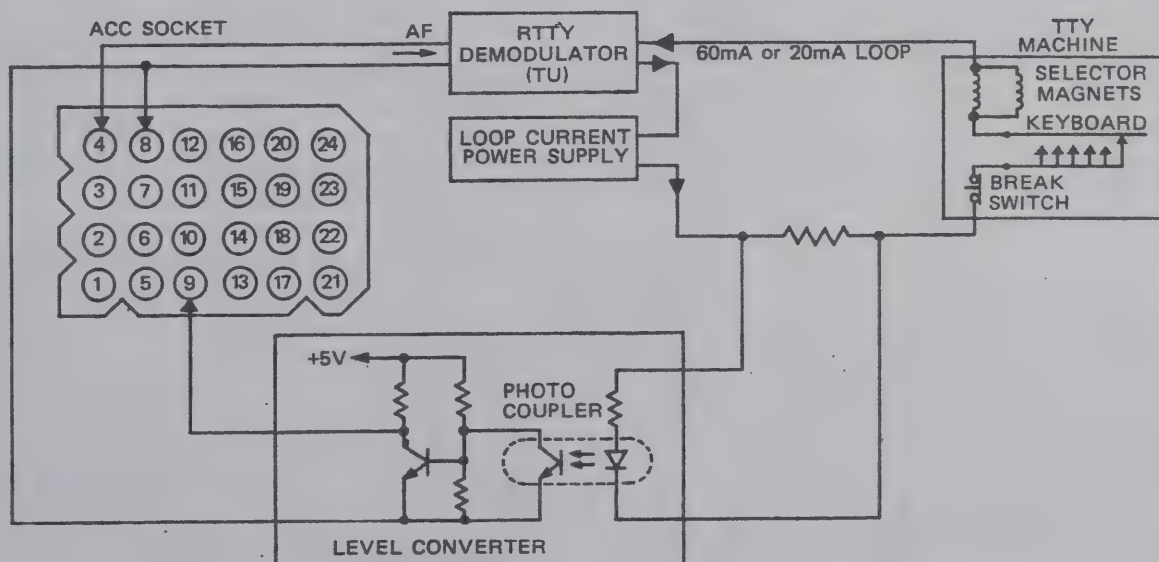 ACC SOCKET
AF
RTTY
DEMODULATOR
(TU)
60mA or 20mA LOOP
TTY
MACHINE
SELECTOR
MAGNETS
KEYBOARD
BREAK
SWITCH
LOOP CURRENT
POWER SUPPLY
4 8 12 16 20 24
3 7 11 15 19 23
2 6 10 14 18 22
1 5 9 13 17 21
+5V
PHOTO
COUPLER
LEVEL CONVERTER